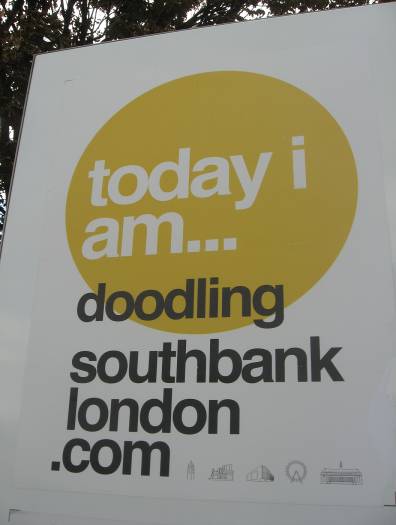 today i
am...
doodling
southbank
london
.com